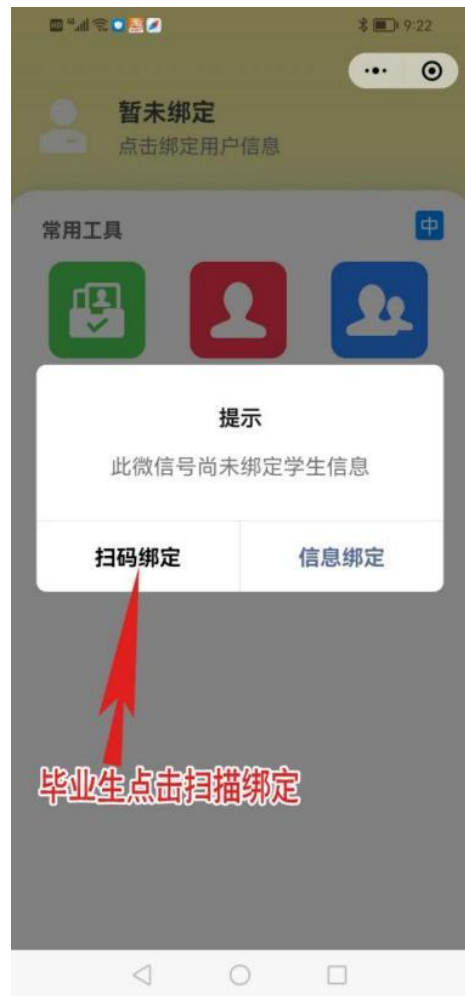 9:22
暂未绑定
点击绑定用户信息
常用工具
中
提示
此微信号尚未绑定学生信息
扫码绑定
信息绑定
毕业生点击扫描绑定